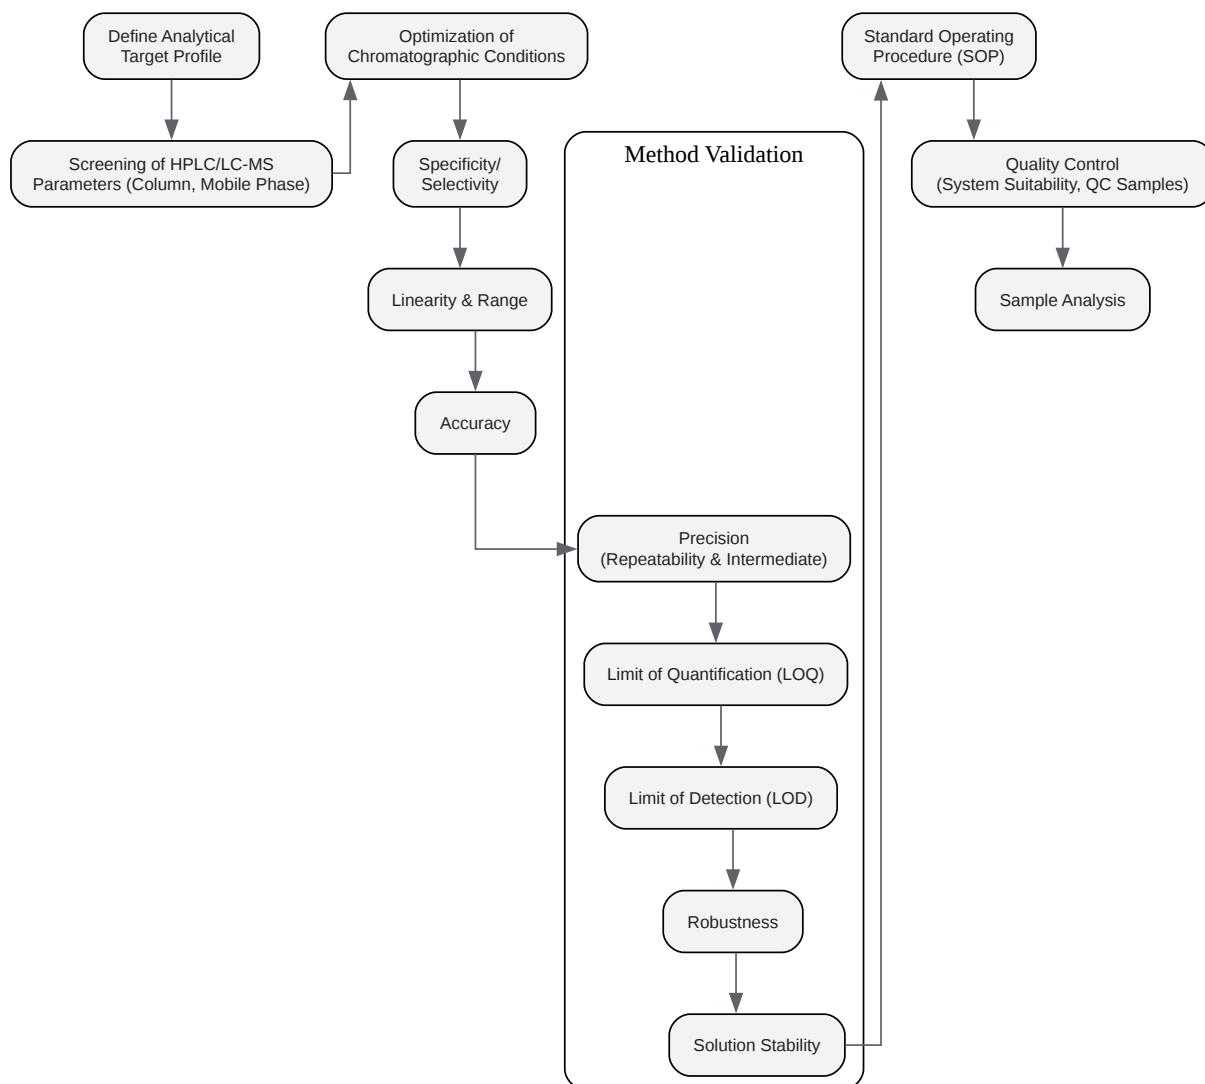 Define Analytical
Target Profile
Screening of HPLC/LC-MS
Parameters (Column, Mobile Phase)
Optimization of
Chromatographic Conditions
Specificity/
Selectivity
Linearity & Range
Accuracy
Method Validation
Precision
(Repeatability & Intermediate)
Limit of Quantification (LOQ)
Limit of Detection (LOD)
Robustness
Solution Stability
Standard Operating
Procedure (SOP)
Quality Control
(System Suitability, QC Samples)
Sample Analysis